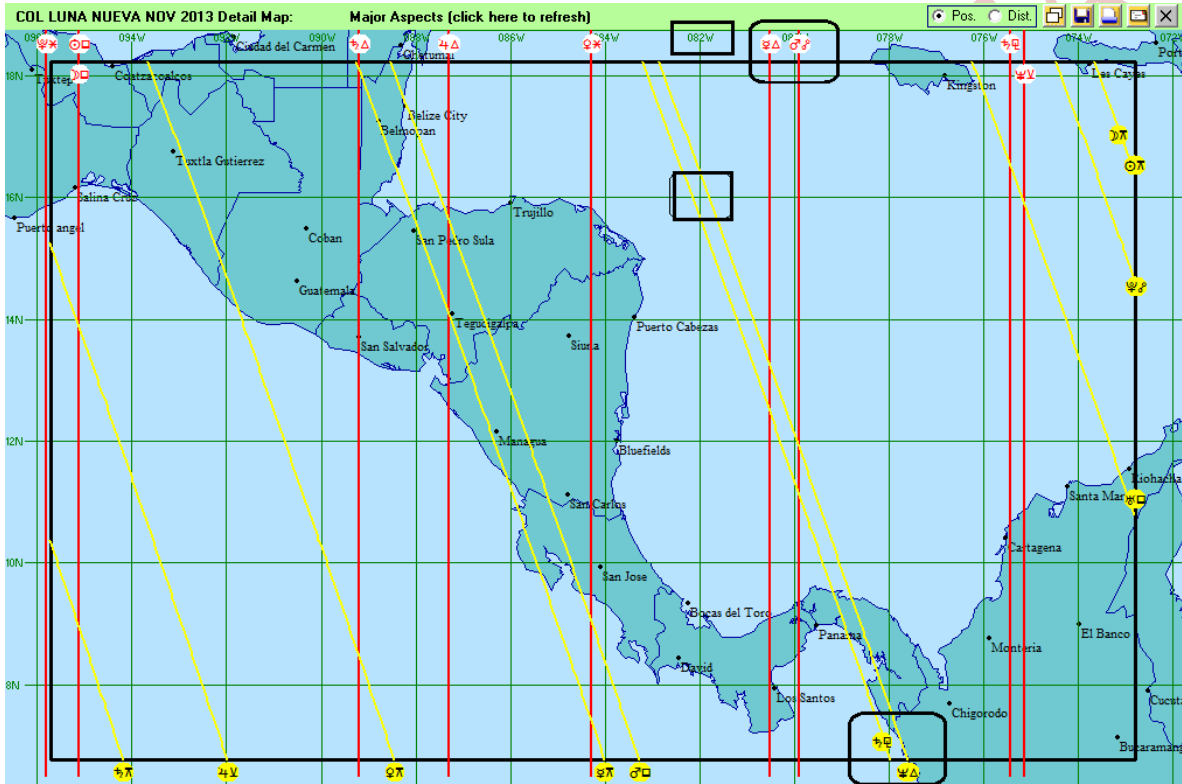 COL LUNA NUEVA NOV 2013 Detail Map: Major Aspects (click here to refresh) Pos. Dist.
094W 088W 086W 084W 082W 078W 076W 074W
Ciudad del Carmen Chetumal
18N Coatzacoalcos Kingston Les Cayes
Belize City
Belmopan
Tuxtla Gutierrez
16N Salina Cruz Trujillo
Puerto angel
Coban San Pedro Sula
Guatemala
14N Tegucigalpa Puerto Cabezas
San Salvador Siuna
12N Managua Bluefields
Riohacha
San Carlos Santa Mar
Cartagena
10N San Jose
Bocas del Toro
Panama El Banco
Monteria
8N David
Los Santos Chigorodo Cucuta
Bucaramang